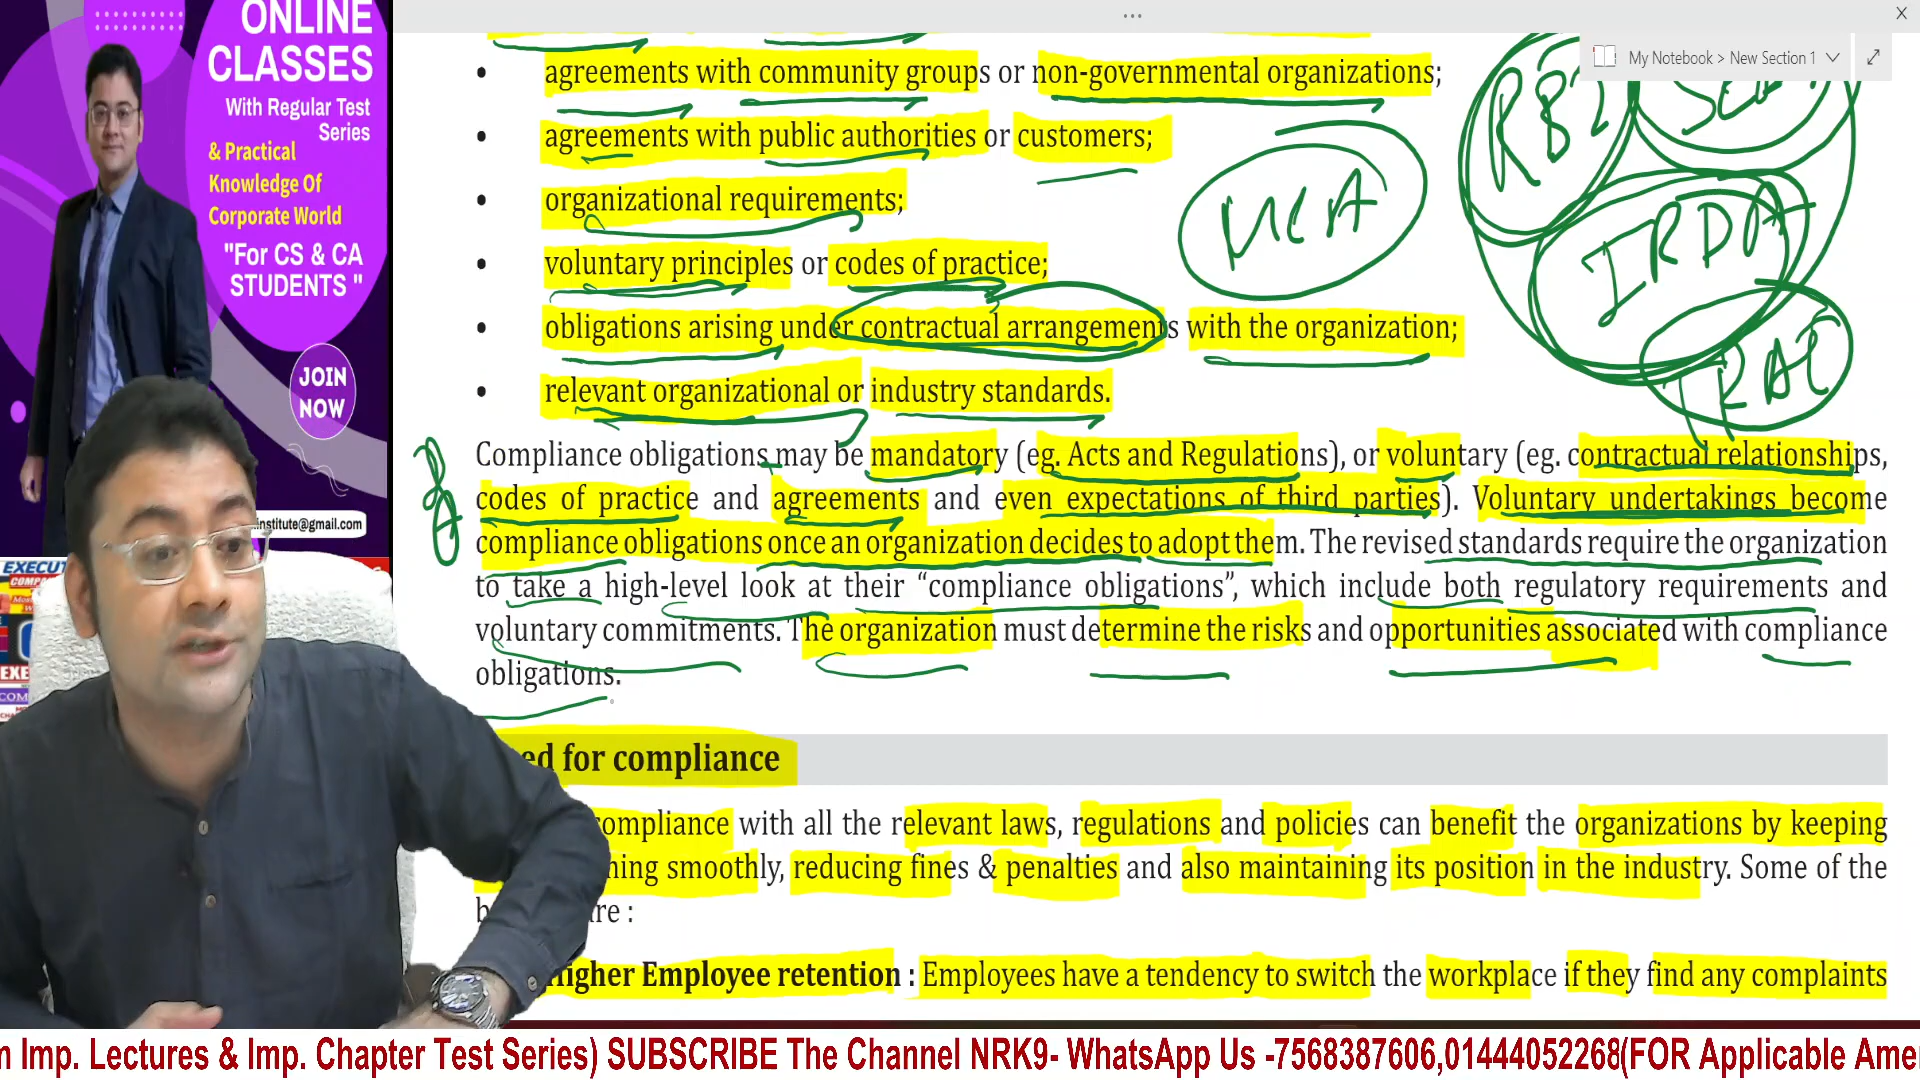 ONLINE
CLASSES
With Regular Test
Series
& Practical
Knowledge Of
Corporate World
"For CS & CA
STUDENTS "
JOIN
NOW
institute@gmail.com
...
My Notebook > New Section 1
• agreements with community groups or non-governmental organizations;
• agreements with public authorities or customers;
• organizational requirements;
• voluntary principles or codes of practice;
• obligations arising under contractual arrangements with the organization;
• relevant organizational or industry standards.
MCA
IRDA
Compliance obligations may be mandatory (eg. Acts and Regulations), or voluntary (eg. contractual relationships,
codes of practice and agreements and even expectations of third parties). Voluntary undertakings become
compliance obligations once an organization decides to adopt them. The revised standards require the organization
to take a high-level look at their “compliance obligations”, which include both regulatory requirements and
voluntary commitments. The organization must determine the risks and opportunities associated with compliance
obligations.
for compliance
with all the relevant laws, regulations and policies can benefit the organizations by keeping
smoothly, reducing fines & penalties and also maintaining its position in the industry. Some of the
:
Employee retention : Employees have a tendency to switch the workplace if they find any complaints
Imp. Lectures & Imp. Chapter Test Series) SUBSCRIBE The Channel NRK9- WhatsApp Us -7568387606,01444052268(FOR Applicable